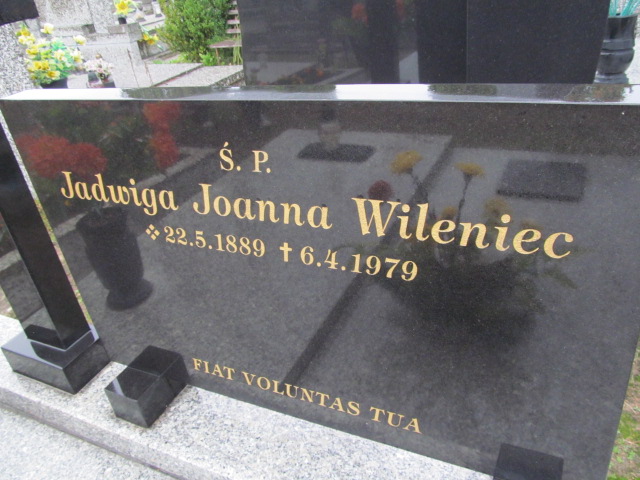 Ś. P.
Jadwiga Joanna Wileniec
❖ 22.5.1889 ✝ 6.4.1979
FIAT VOLUNTAS TUA